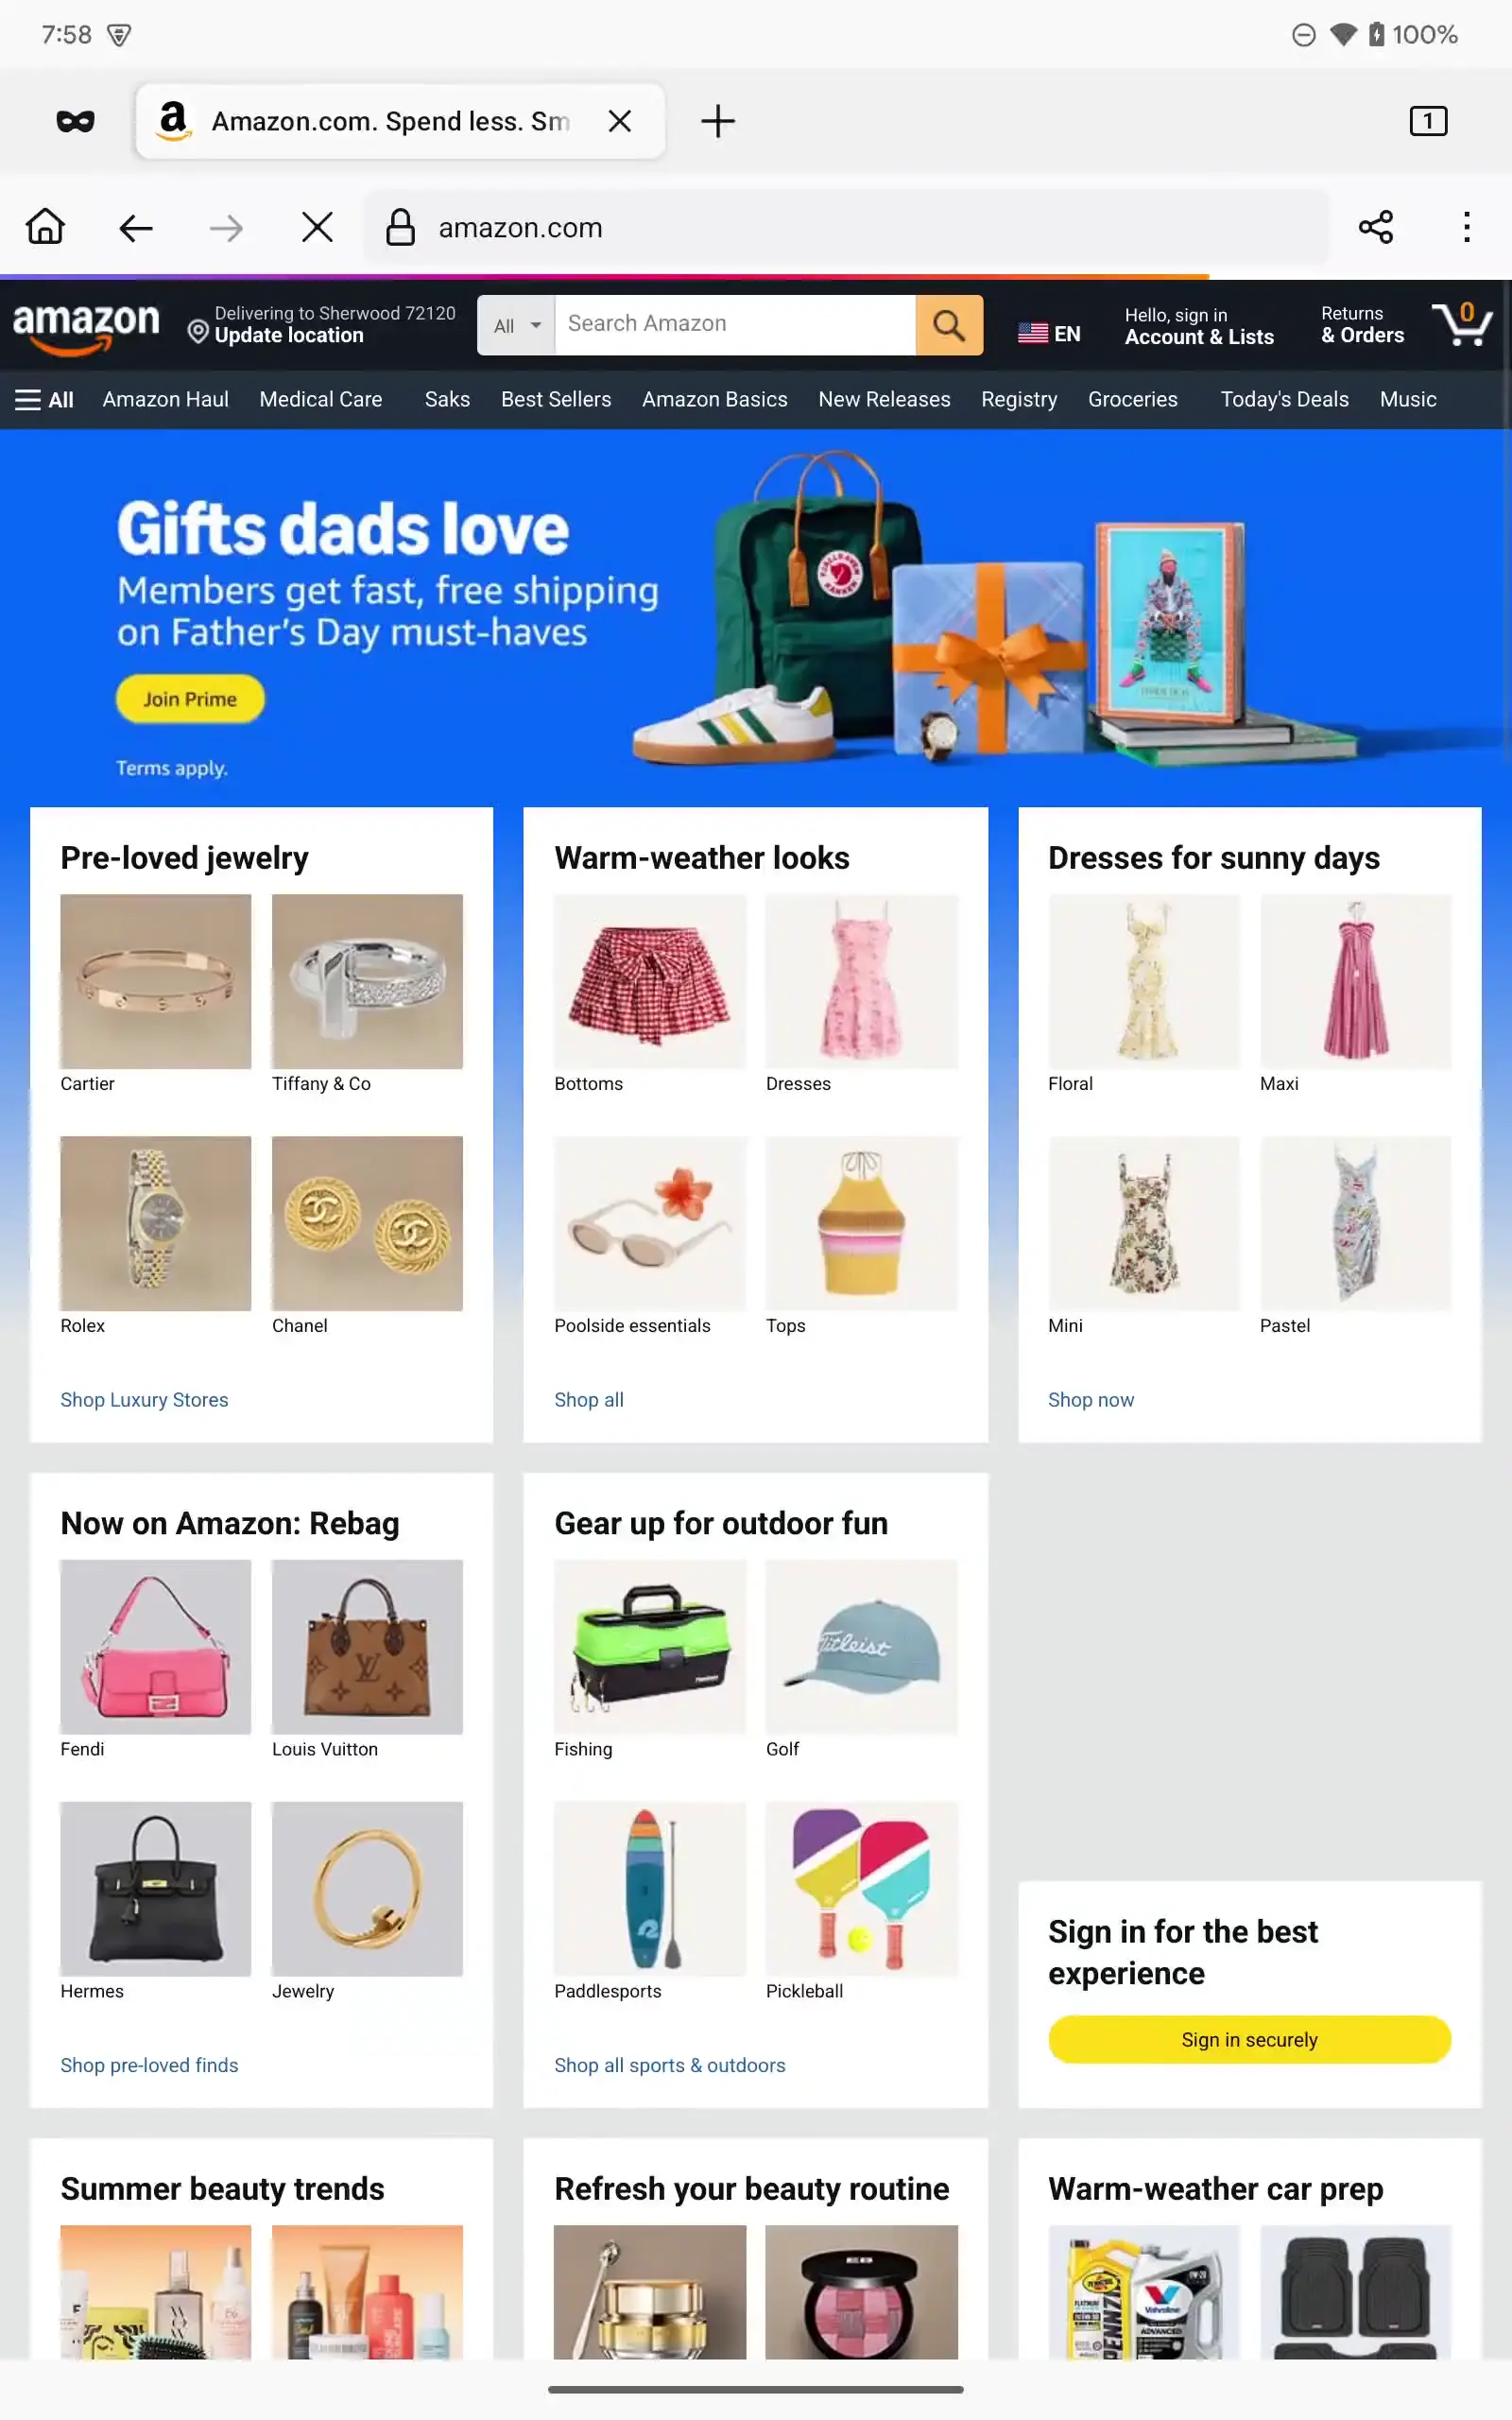 7:58
100%
Amazon.com. Spend less. Sm
1
amazon.com
amazon
Delivering to Sherwood 72120
Update location
All
Search Amazon
EN
Hello, sign in
Account & Lists
Returns
& Orders
0
All
Amazon Haul
Medical Care
Saks
Best Sellers
Amazon Basics
New Releases
Registry
Groceries
Today's Deals
Music
Gifts dads love
Members get fast, free shipping
on Father's Day must-haves
Join Prime
Terms apply.
Pre-loved jewelry
Cartier
Tiffany & Co
Rolex
Chanel
Shop Luxury Stores
Warm-weather looks
Bottoms
Dresses
Poolside essentials
Tops
Shop all
Dresses for sunny days
Floral
Maxi
Mini
Pastel
Shop now
Now on Amazon: Rebag
Fendi
Louis Vuitton
Hermes
Jewelry
Shop pre-loved finds
Gear up for outdoor fun
Titleist
Fishing
Golf
Paddlesports
Pickleball
Shop all sports & outdoors
Sign in for the best
experience
Sign in securely
Summer beauty trends
Refresh your beauty routine
Warm-weather car prep
PENNZOIL
Valvoline
ADVANCED